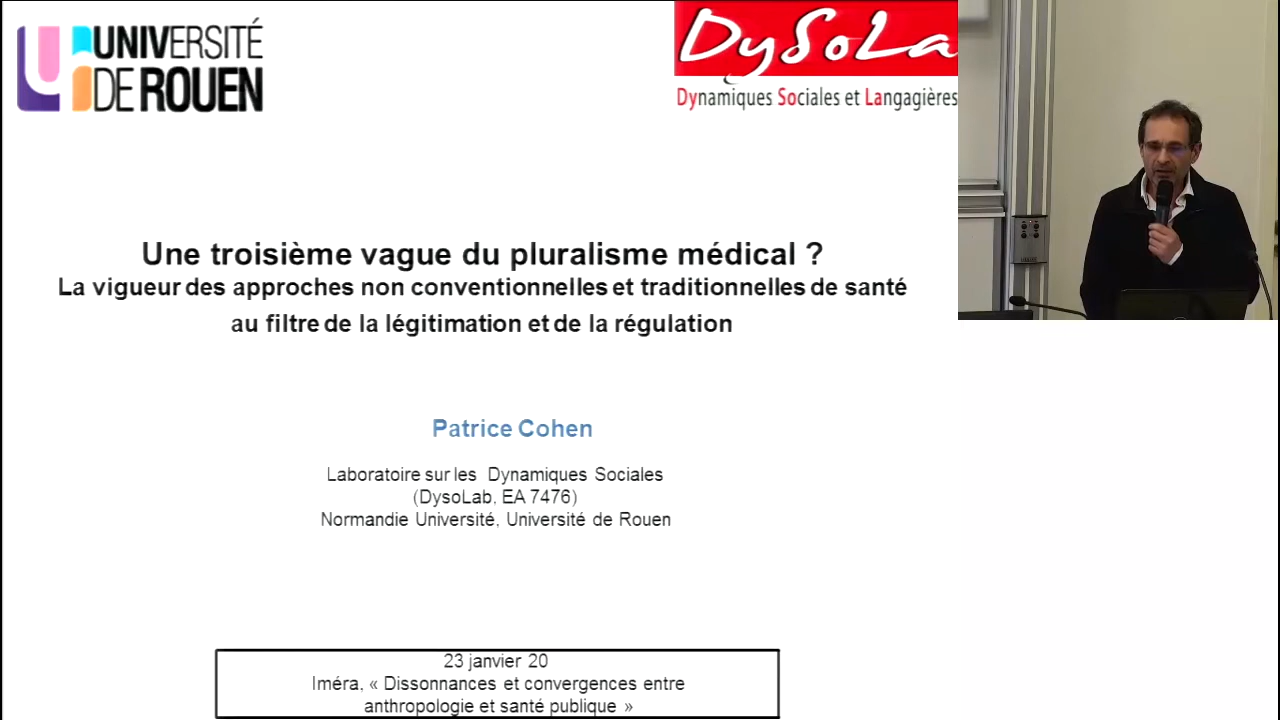 UNIVERSITÉ
DE ROUEN
DySoLa
Dynamiques Sociales et Langagières
Une troisième vague du pluralisme médical ?
La vigueur des approches non conventionnelles et traditionnelles de santé
au filtre de la légitimation et de la régulation
Patrice Cohen
Laboratoire sur les Dynamiques Sociales
(DysoLab, EA 7476)
Normandie Université, Université de Rouen
23 janvier 20
Iméra, « Dissonnances et convergences entre
anthropologie et santé publique »